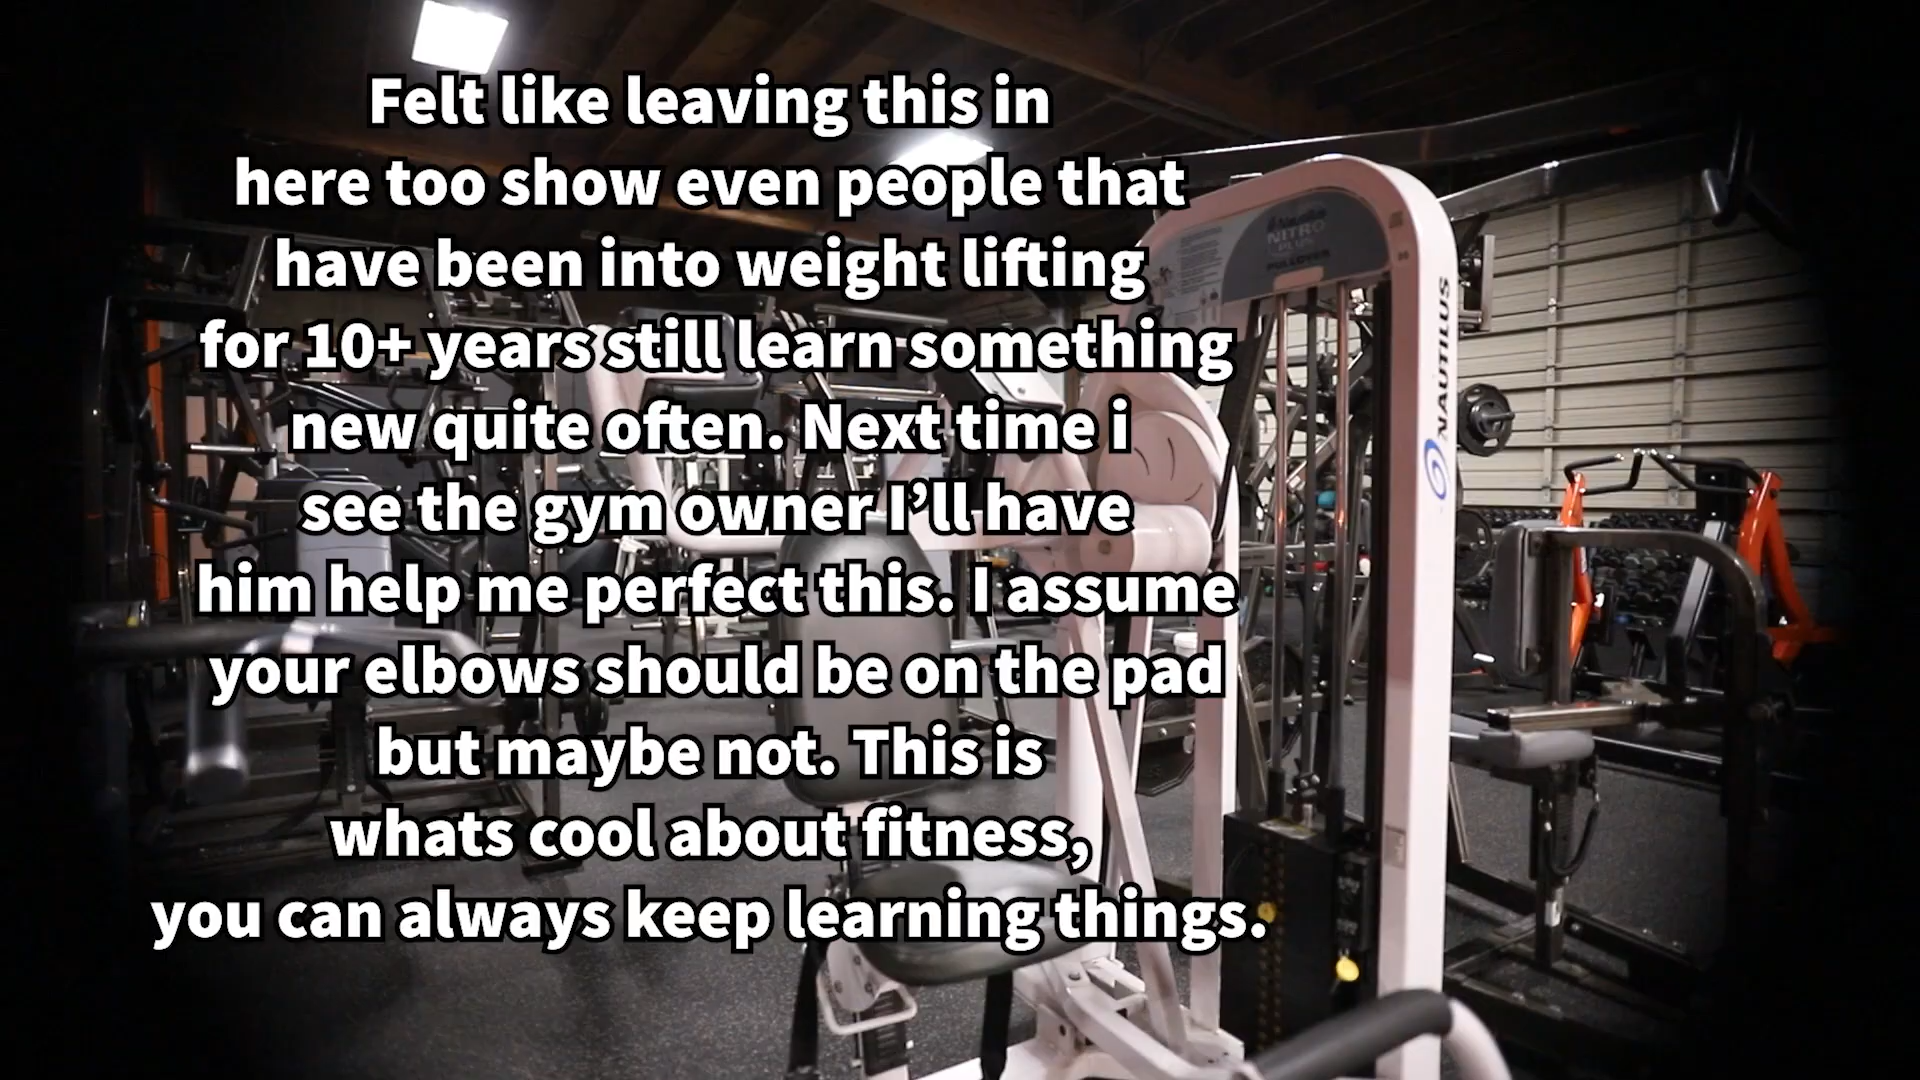 Felt like leaving this in
here too show even people that
have been into weight lifting
for 10+ years still learn something
new quite often. Next time i
see the gym owner I’ll have
him help me perfect this. I assume
your elbows should be on the pad
but maybe not. This is
whats cool about fitness,
you can always keep learning things.
Nautilus
NITRO
PLUS
PULLOVER
NAUTILUS